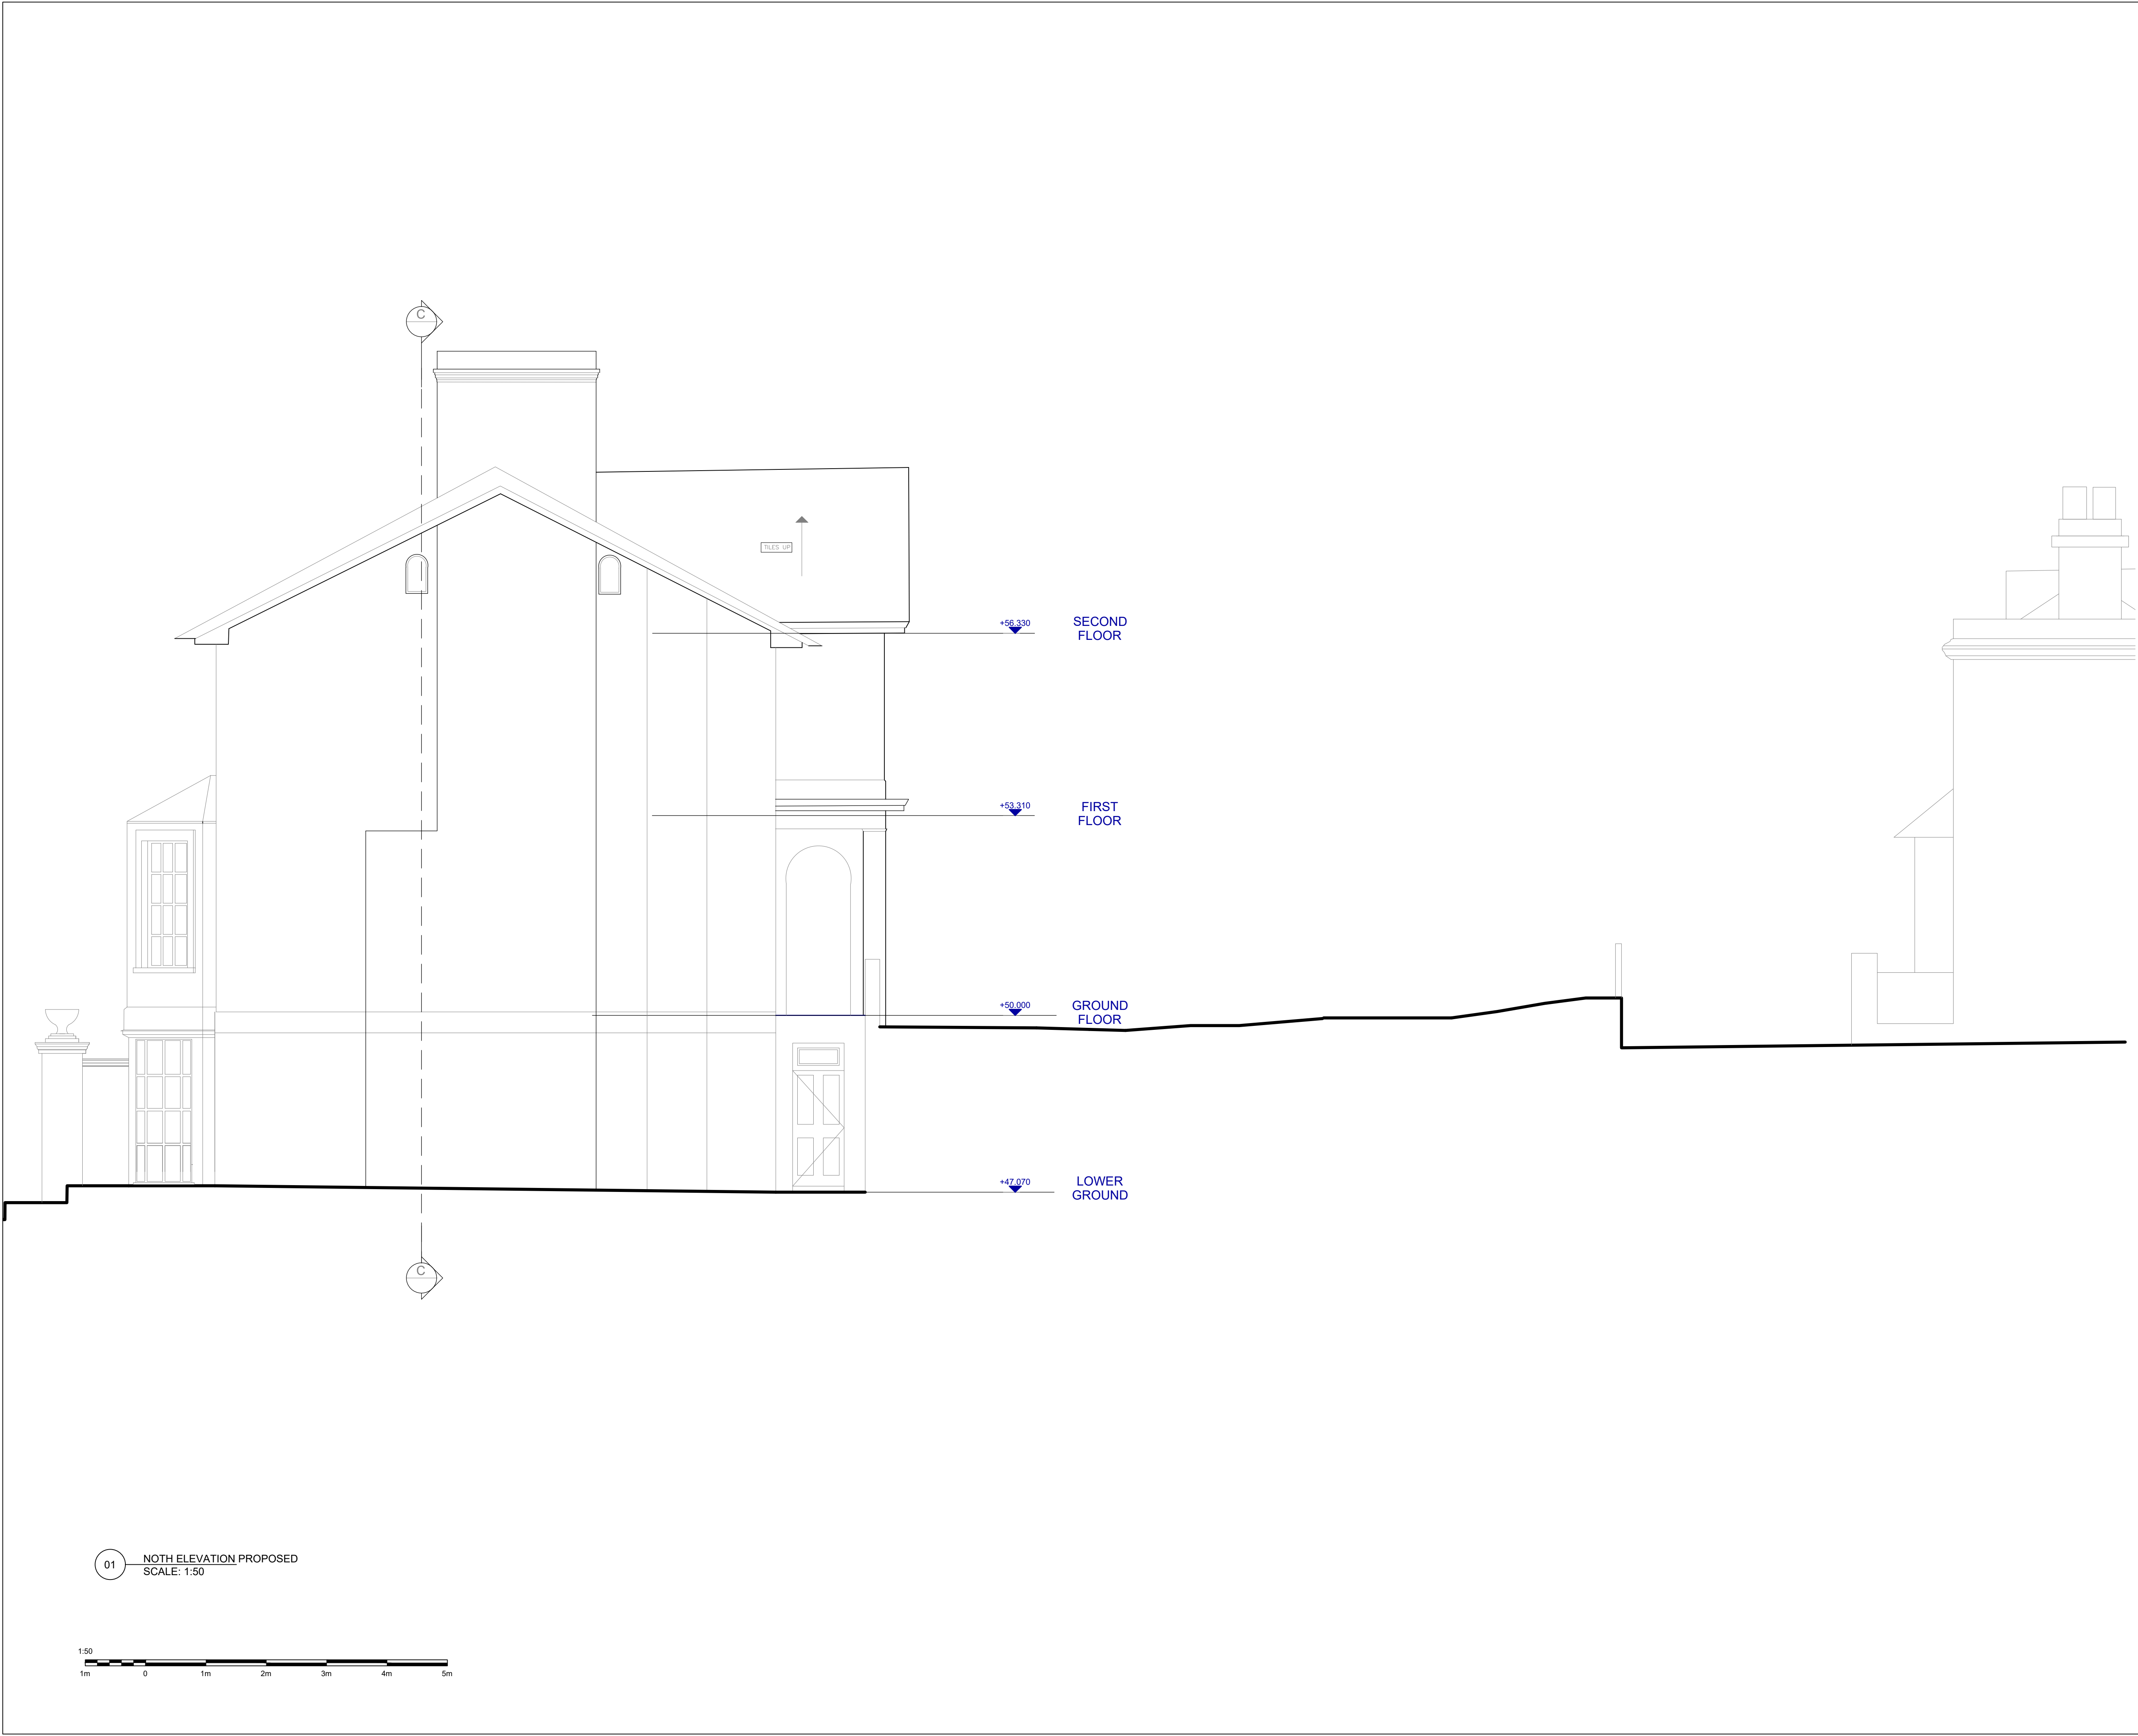 C
TILES UP
+56.330
SECOND
FLOOR
+53.310
FIRST
FLOOR
+50.000
GROUND
FLOOR
+47.070
LOWER
GROUND
C
01
NOTH ELEVATION PROPOSED
SCALE: 1:50
1:50
1m 0 1m 2m 3m 4m 5m